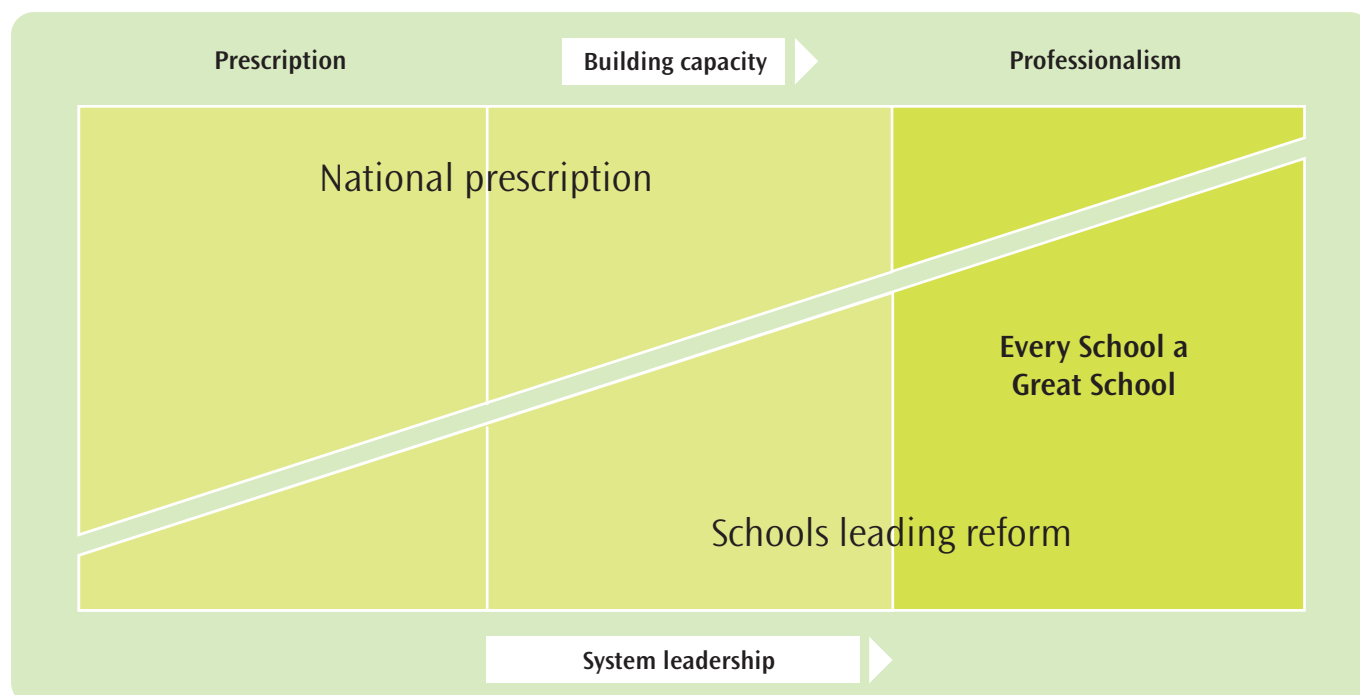 Prescription
Building capacity
Professionalism
National prescription
Every School a
Great School
Schools leading reform
System leadership